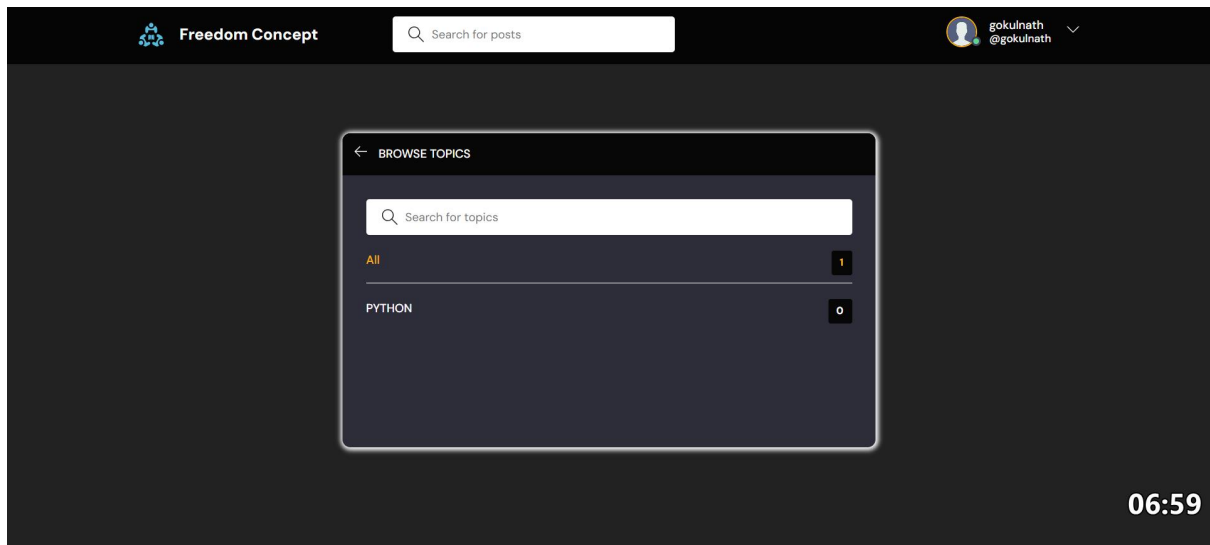 Freedom Concept
Search for posts
gokulnath
@gokulnath
BROWSE TOPICS
Search for topics
All 1
PYTHON 0
06:59